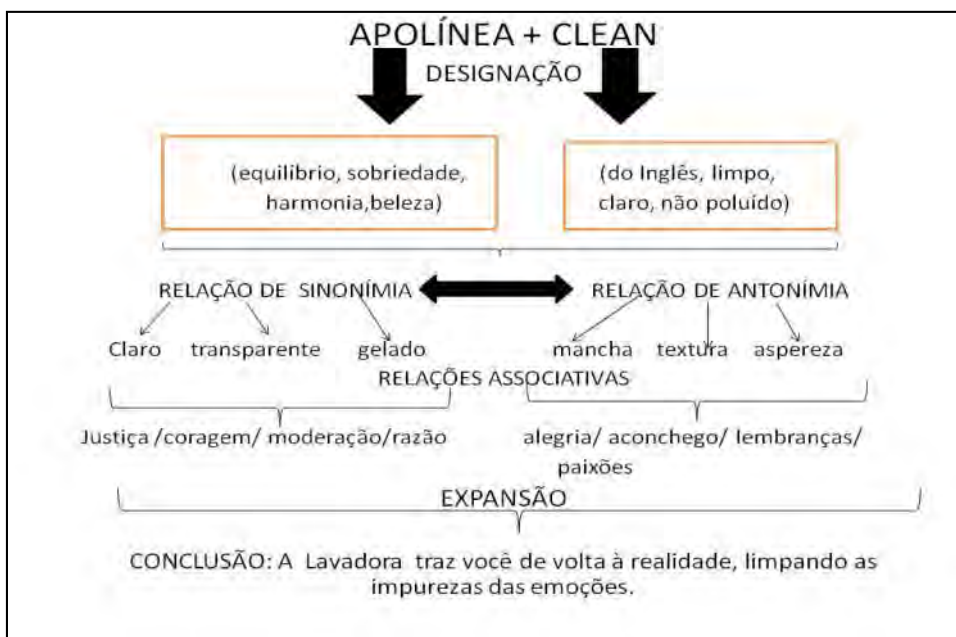 APOLÍNEA + CLEAN
DESIGNAÇÃO
(equilibrio, sobriedade,
harmonia,beleza)
(do Inglês, limpo,
claro, não poluído)
RELAÇÃO DE SINONÍMIA
RELAÇÃO DE ANTONÍMIA
Claro transparente gelado
mancha textura aspereza
RELAÇÕES ASSOCIATIVAS
Justiça /coragem/ moderação/razão
alegria/ aconchego/ lembranças/
paixões
EXPANSÃO
CONCLUSÃO: A Lavadora traz você de volta à realidade, limpando as
impurezas das emoções.